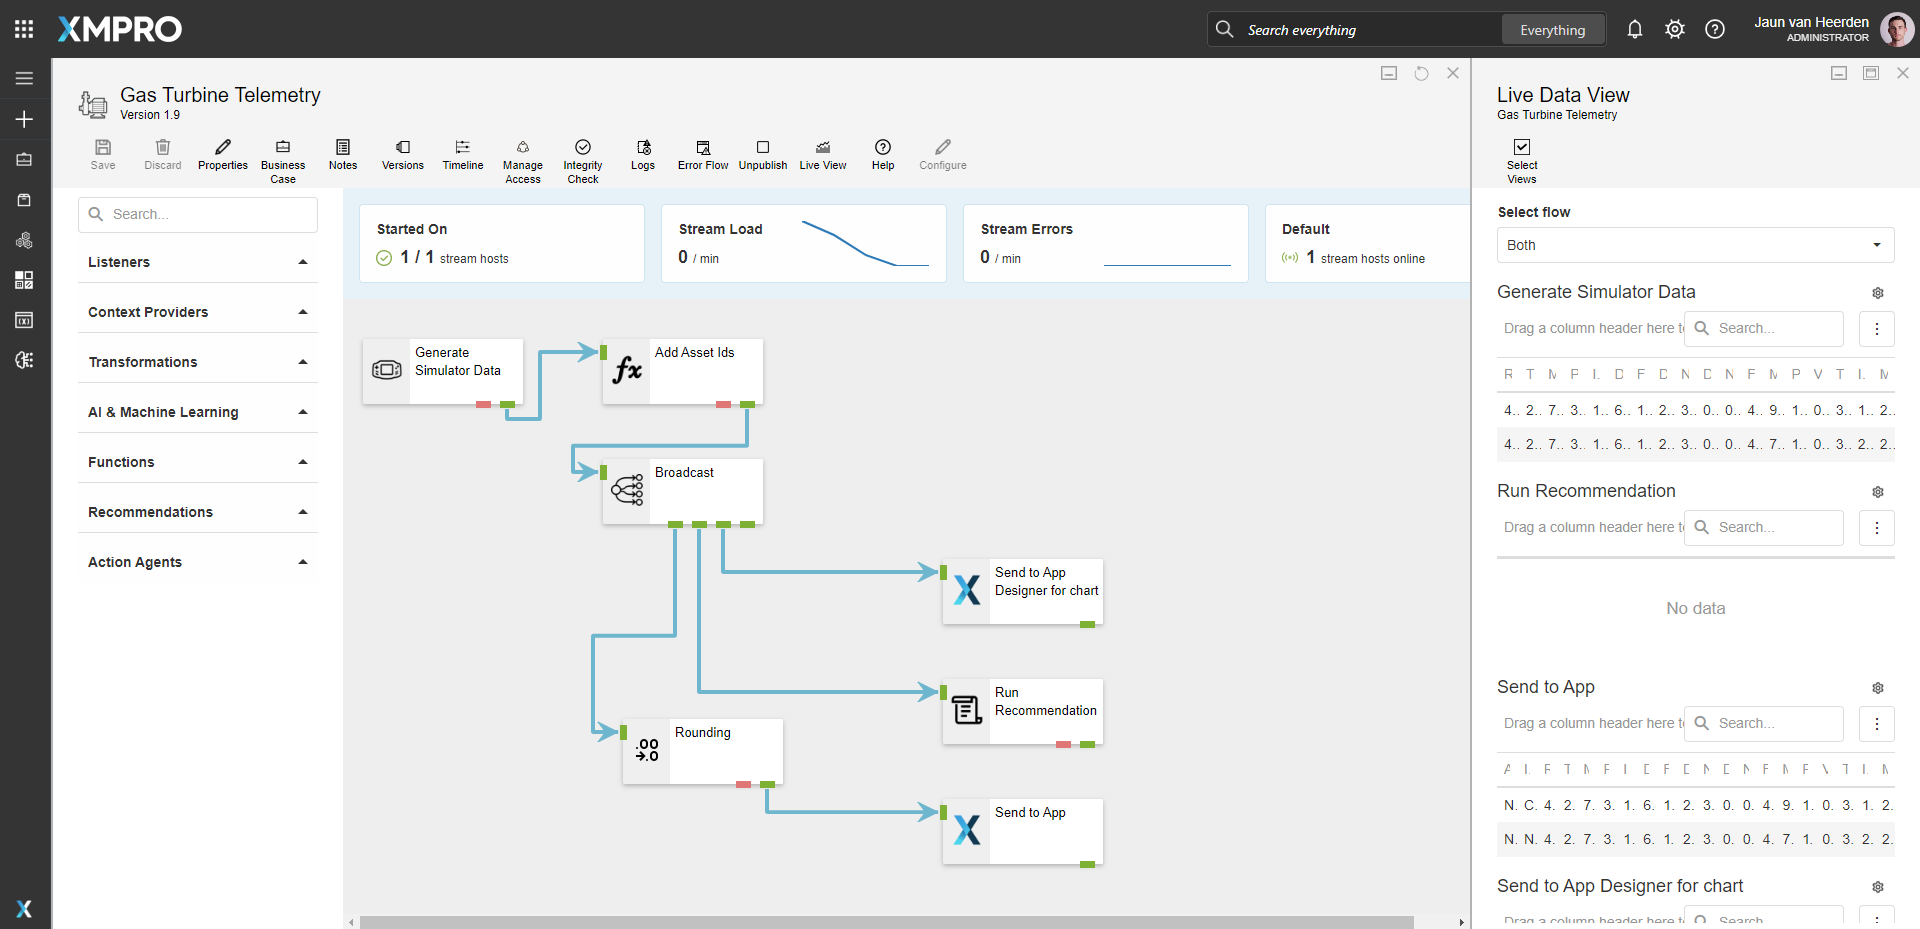 XMPRO
Search everything
Everything
Jaun van Heerden
ADMINISTRATOR
Gas Turbine Telemetry
Version 1.9
Save
Discard
Properties
Business
Case
Notes
Versions
Timeline
Manage
Access
Integrity
Check
Logs
Error Flow
Unpublish
Live View
Help
Configure
Search...
Listeners
Context Providers
Transformations
AI & Machine Learning
Functions
Recommendations
Action Agents
Started On
1 / 1 stream hosts
Stream Load
0 / min
Stream Errors
0 / min
Default
1 stream hosts online
Generate
Simulator Data
Add Asset Ids
fx
Broadcast
Send to App
Designer for chart
Run
Recommendation
Rounding
.00
→.0
Send to App
Live Data View
Gas Turbine Telemetry
Select
Views
Select flow
Both
Generate Simulator Data
Drag a column header here t
Search...
R T M P I. D F D N D N F M P V T I. M
4.. 2.. 7.. 3.. 1.. 6.. 1.. 2.. 3.. 0.. 0.. 4.. 9.. 1.. 0.. 3.. 1.. 2..
4.. 2.. 7.. 3.. 1.. 6.. 1.. 2.. 3.. 0.. 0.. 4.. 7.. 1.. 0.. 3.. 2.. 2..
Run Recommendation
Drag a column header here t
Search...
No data
Send to App
Drag a column header here t
Search...
N. C. 4. 2. 7. 3. 1. 6. 1. 2. 3. 0. 0. 4. 9. 1. 0. 3. 1. 2.
N. N. 4. 2. 7. 3. 1. 6. 1. 2. 3. 0. 0. 4. 7. 1. 0. 3. 2. 2.
Send to App Designer for chart
Drag a column header here t
Search